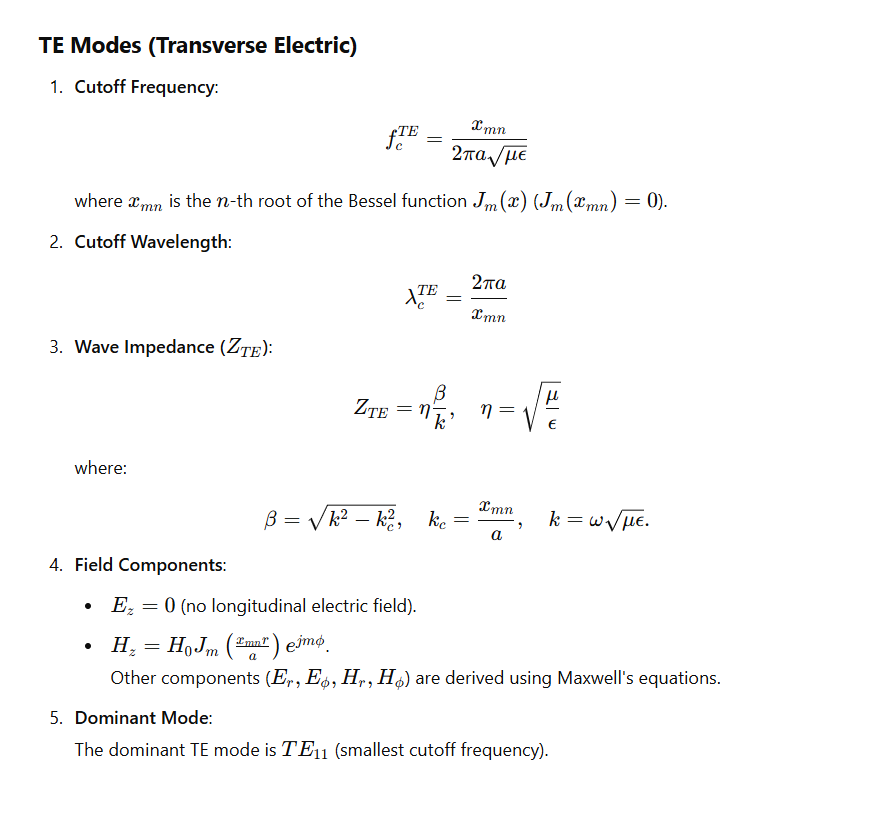 TE Modes (Transverse Electric)
1. Cutoff Frequency:
f_c^{TE} = \frac{x_{mn}}{2\pi a\sqrt{\mu\epsilon}}
where x_{mn} is the n-th root of the Bessel function J_m(x) (J_m(x_{mn}) = 0).
2. Cutoff Wavelength:
\lambda_c^{TE} = \frac{2\pi a}{x_{mn}}
3. Wave Impedance (Z_{TE}):
Z_{TE} = \eta\frac{\beta}{k}, \quad \eta = \sqrt{\frac{\mu}{\epsilon}}
where:
\beta = \sqrt{k^2 - k_c^2}, \quad k_c = \frac{x_{mn}}{a}, \quad k = \omega\sqrt{\mu\epsilon}.
4. Field Components:
• E_z = 0 (no longitudinal electric field).
• H_z = H_0 J_m \left(\frac{x_{mn}r}{a}\right) e^{jm\phi}.
Other components (E_r, E_\phi, H_r, H_\phi) are derived using Maxwell's equations.
5. Dominant Mode:
The dominant TE mode is TE_{11} (smallest cutoff frequency).